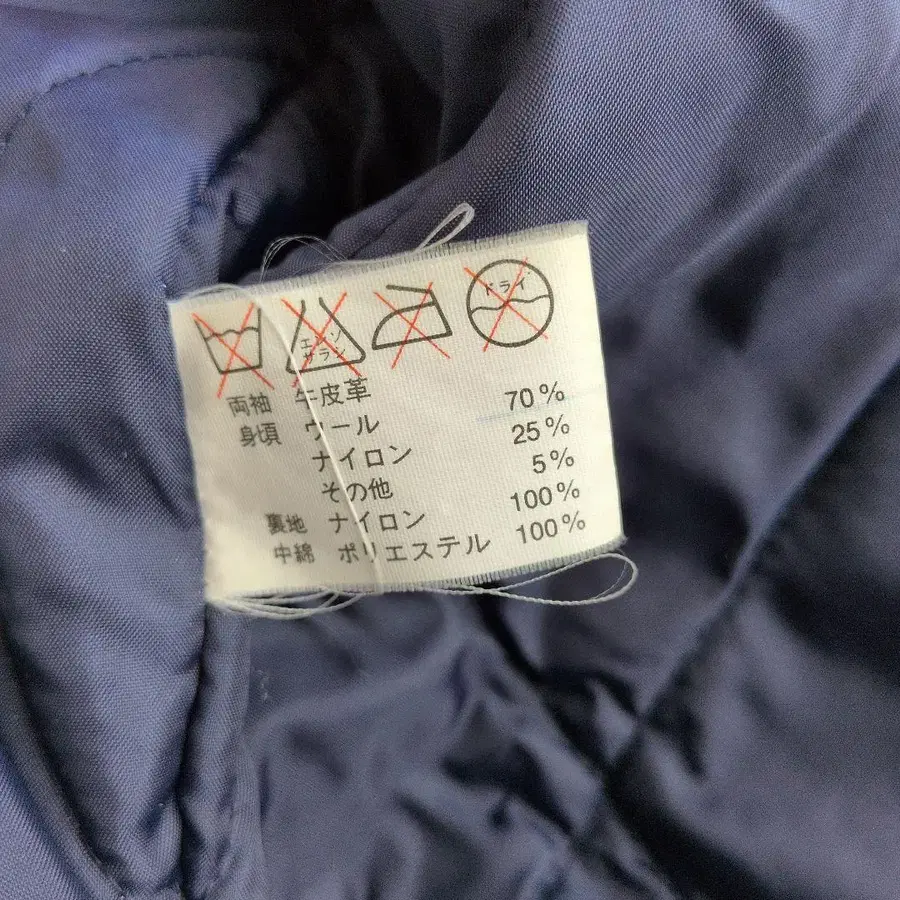 ドライ
エンソ
サラシ
両袖 牛皮革
身頃 ウール 70%
ナイロン 25%
その他 5%
裏地 ナイロン 100%
中綿 ポリエステル 100%